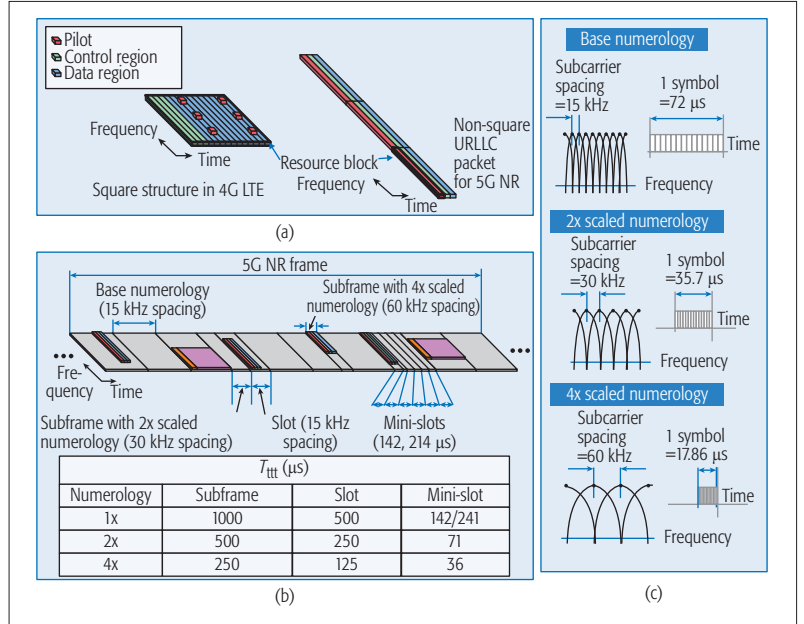 Pilot
Control region
Data region
Frequency
Time
Square structure in 4G LTE
Resource block
Frequency
Time
Non-square
URLLC
packet
for 5G NR
(a)
5G NR frame
Base numerology
(15 kHz spacing)
Subframe with 4x scaled
numerology (60 kHz spacing)
•••
•••
Fre-
quency
Time
Subframe with 2x scaled
numerology (30 kHz spacing)
Slot (15 kHz
spacing)
Mini-slots
(142, 214 μs)
Tttt (μs)
Numerology Subframe Slot Mini-slot
1x 1000 500 142/241
2x 500 250 71
4x 250 125 36
(b)
Base numerology
Subcarrier
spacing
=15 kHz
1 symbol
=72 μs
Time
Frequency
2x scaled numerology
Subcarrier
spacing
=30 kHz
1 symbol
=35.7 μs
Time
Frequency
4x scaled numerology
Subcarrier
spacing
=60 kHz
1 symbol
=17.86 μs
Time
Frequency
(c)